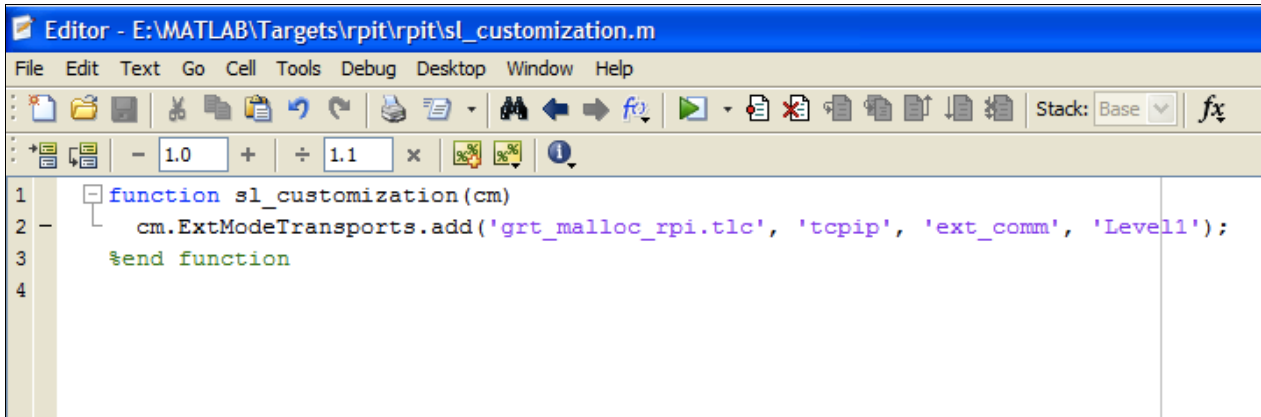 Editor - E:\MATLAB\Targets\rpit\rpit\sl_customization.m
File Edit Text Go Cell Tools Debug Desktop Window Help
Stack: Base fx
- 1.0 + ÷ 1.1 ×
1 function sl_customization(cm)
2 - cm.ExtModeTransports.add('grt_malloc_rpi.tlc', 'tcpip', 'ext_comm', 'Level1');
3 %end function
4